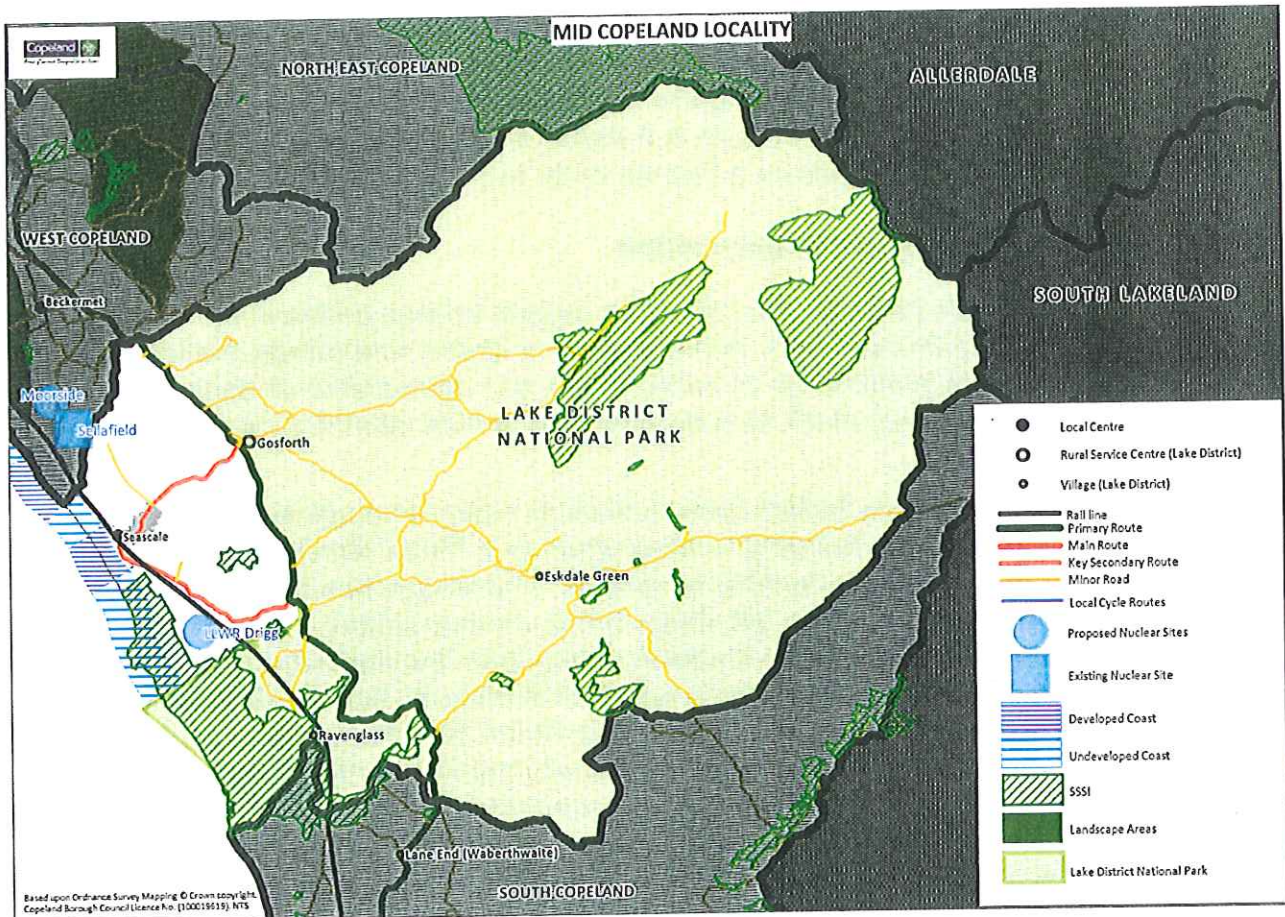 MID COPELAND LOCALITY
Copeland
NORTH EAST COPELAND
ALLERDALE
WEST COPELAND
Beckermet
SOUTH LAKELAND
Moorside
Sellafield
LAKE DISTRICT
NATIONAL PARK
Gosforth
Seascale
Eskdale Green
LLWR Drigg
Ravenglass
Lane End (Waberthwaite)
SOUTH COPELAND
Local Centre
Rural Service Centre (Lake District)
Village (Lake District)
Rail line
Primary Route
Main Route
Key Secondary Route
Minor Road
Local Cycle Routes
Proposed Nuclear Sites
Existing Nuclear Site
Developed Coast
Undeveloped Coast
SSSI
Landscape Areas
Lake District National Park
Based upon Ordnance Survey Mapping © Crown copyright.
Copeland Borough Council Licence No. (100019619). NTS